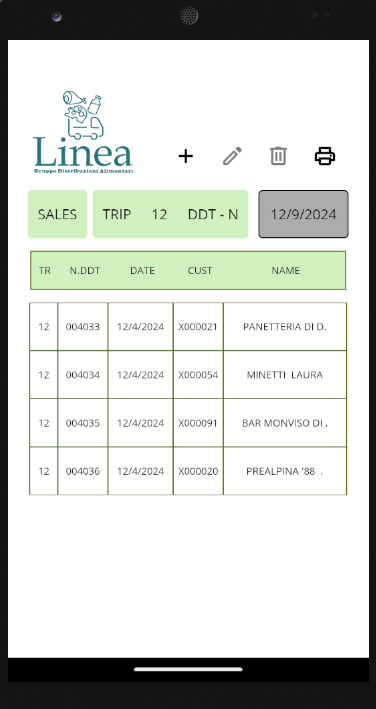 Linea
Gruppo Distribuzioni Alimentari
SALES TRIP 12 DDT - N 12/9/2024
TR N.DDT DATE CUST NAME
12 004033 12/4/2024 X000021 PANETTERIA DI D.
12 004034 12/4/2024 X000054 MINETTI LAURA
12 004035 12/4/2024 X000091 BAR MONVISO DI .
12 004036 12/4/2024 X000020 PREALPINA '88 .